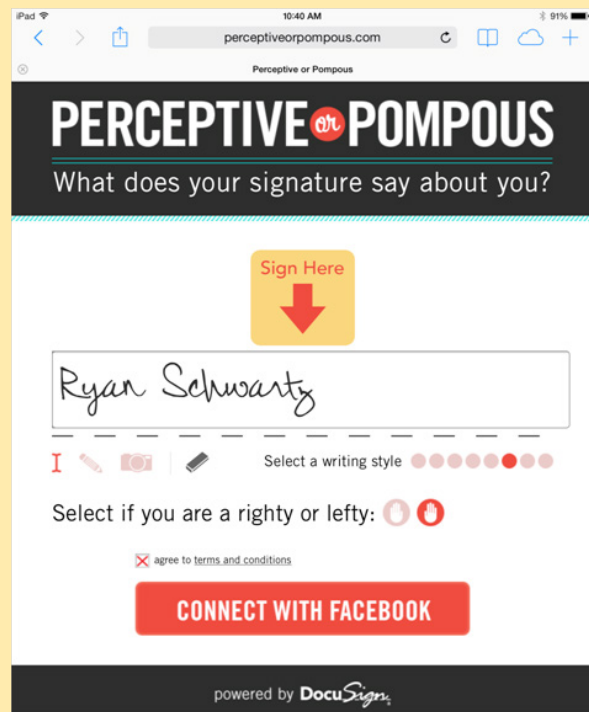 iPad 10:40 AM 91%
perceptiveorpompous.com
Perceptive or Pompous
PERCEPTIVE or POMPOUS
What does your signature say about you?
Sign Here
Ryan Schwartz
Select a writing style
Select if you are a righty or lefty:
agree to terms and conditions
CONNECT WITH FACEBOOK
powered by DocuSign